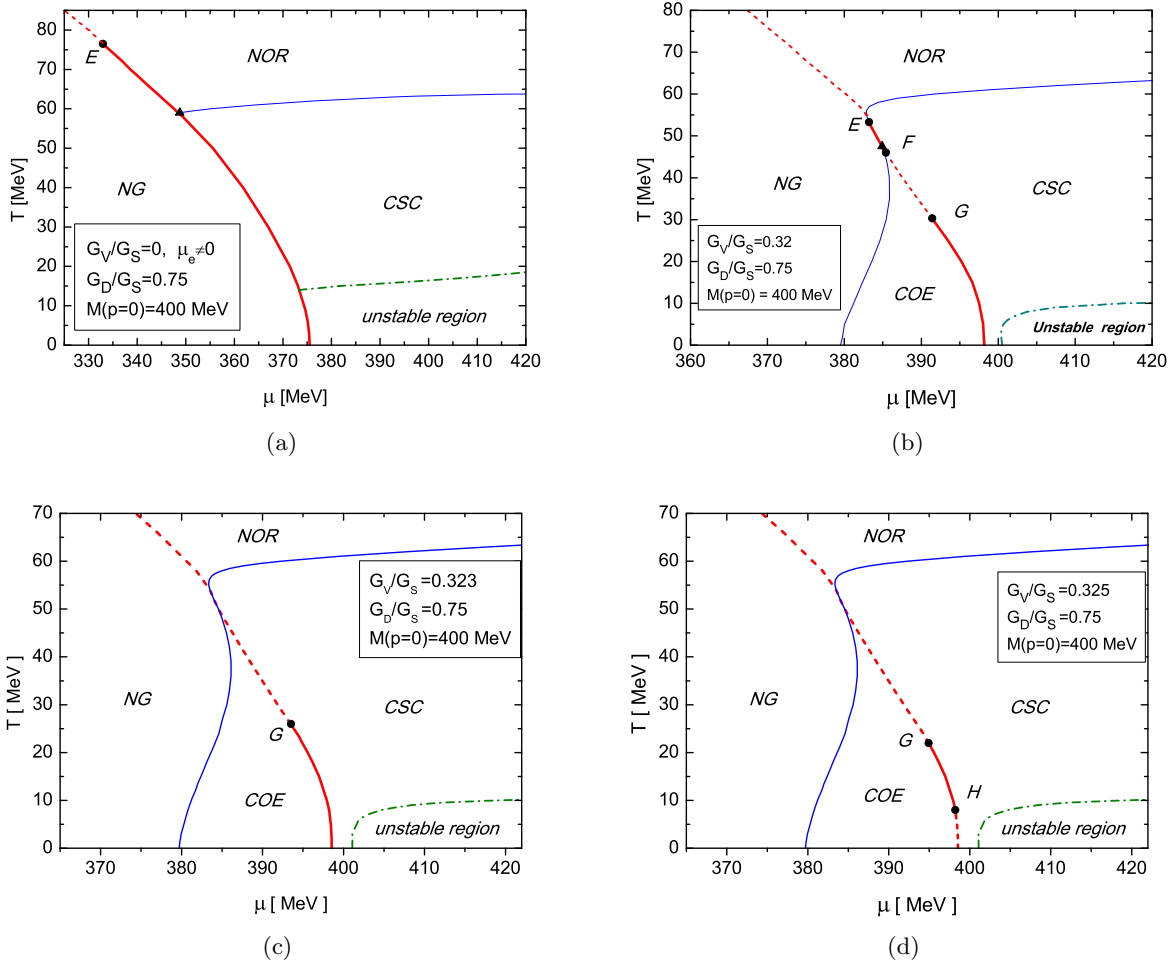 80
70
60
50
40
30
20
10
0
T [MeV]
330
340
350
360
370
380
390
400
410
420
μ [MeV]
E
NOR
NG
CSC
G_V/G_S=0, μ_e≠0
G_D/G_S=0.75
M(p=0)=400 MeV
unstable region
(a)
80
70
60
50
40
30
20
10
0
T [MeV]
360
370
380
390
400
410
420
μ [MeV]
NOR
E
F
NG
CSC
G
G_V/G_S=0.32
G_D/G_S=0.75
M(p=0) = 400 MeV
COE
Unstable region
(b)
70
60
50
40
30
20
10
0
T [ MeV ]
370
380
390
400
410
420
μ [ MeV ]
NOR
G_V/G_S=0.323
G_D/G_S=0.75
M(p=0)=400 MeV
NG
CSC
G
COE
unstable region
(c)
70
60
50
40
30
20
10
0
T [ MeV ]
370
380
390
400
410
420
μ [ MeV ]
NOR
G_V/G_S=0.325
G_D/G_S=0.75
M(p=0)=400 MeV
NG
CSC
G
COE
H
unstable region
(d)